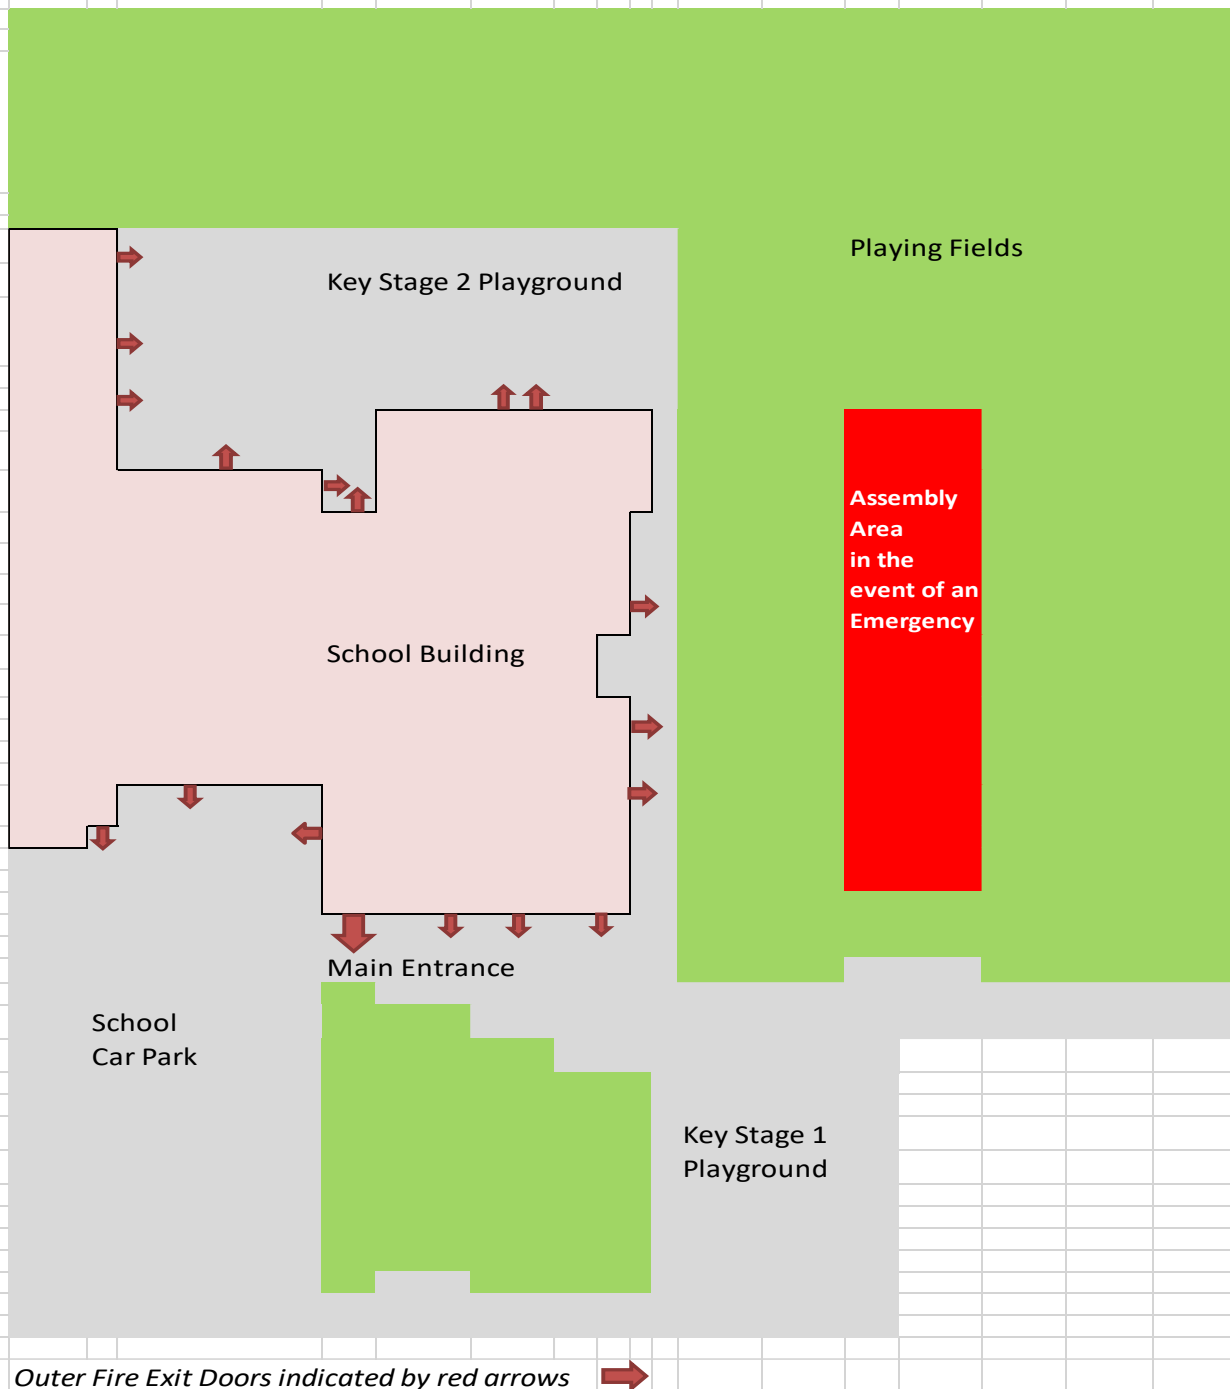 Playing Fields
Key Stage 2 Playground
Assembly
Area
in the
event of an
Emergency
School Building
Main Entrance
School
Car Park
Key Stage 1
Playground
Outer Fire Exit Doors indicated by red arrows